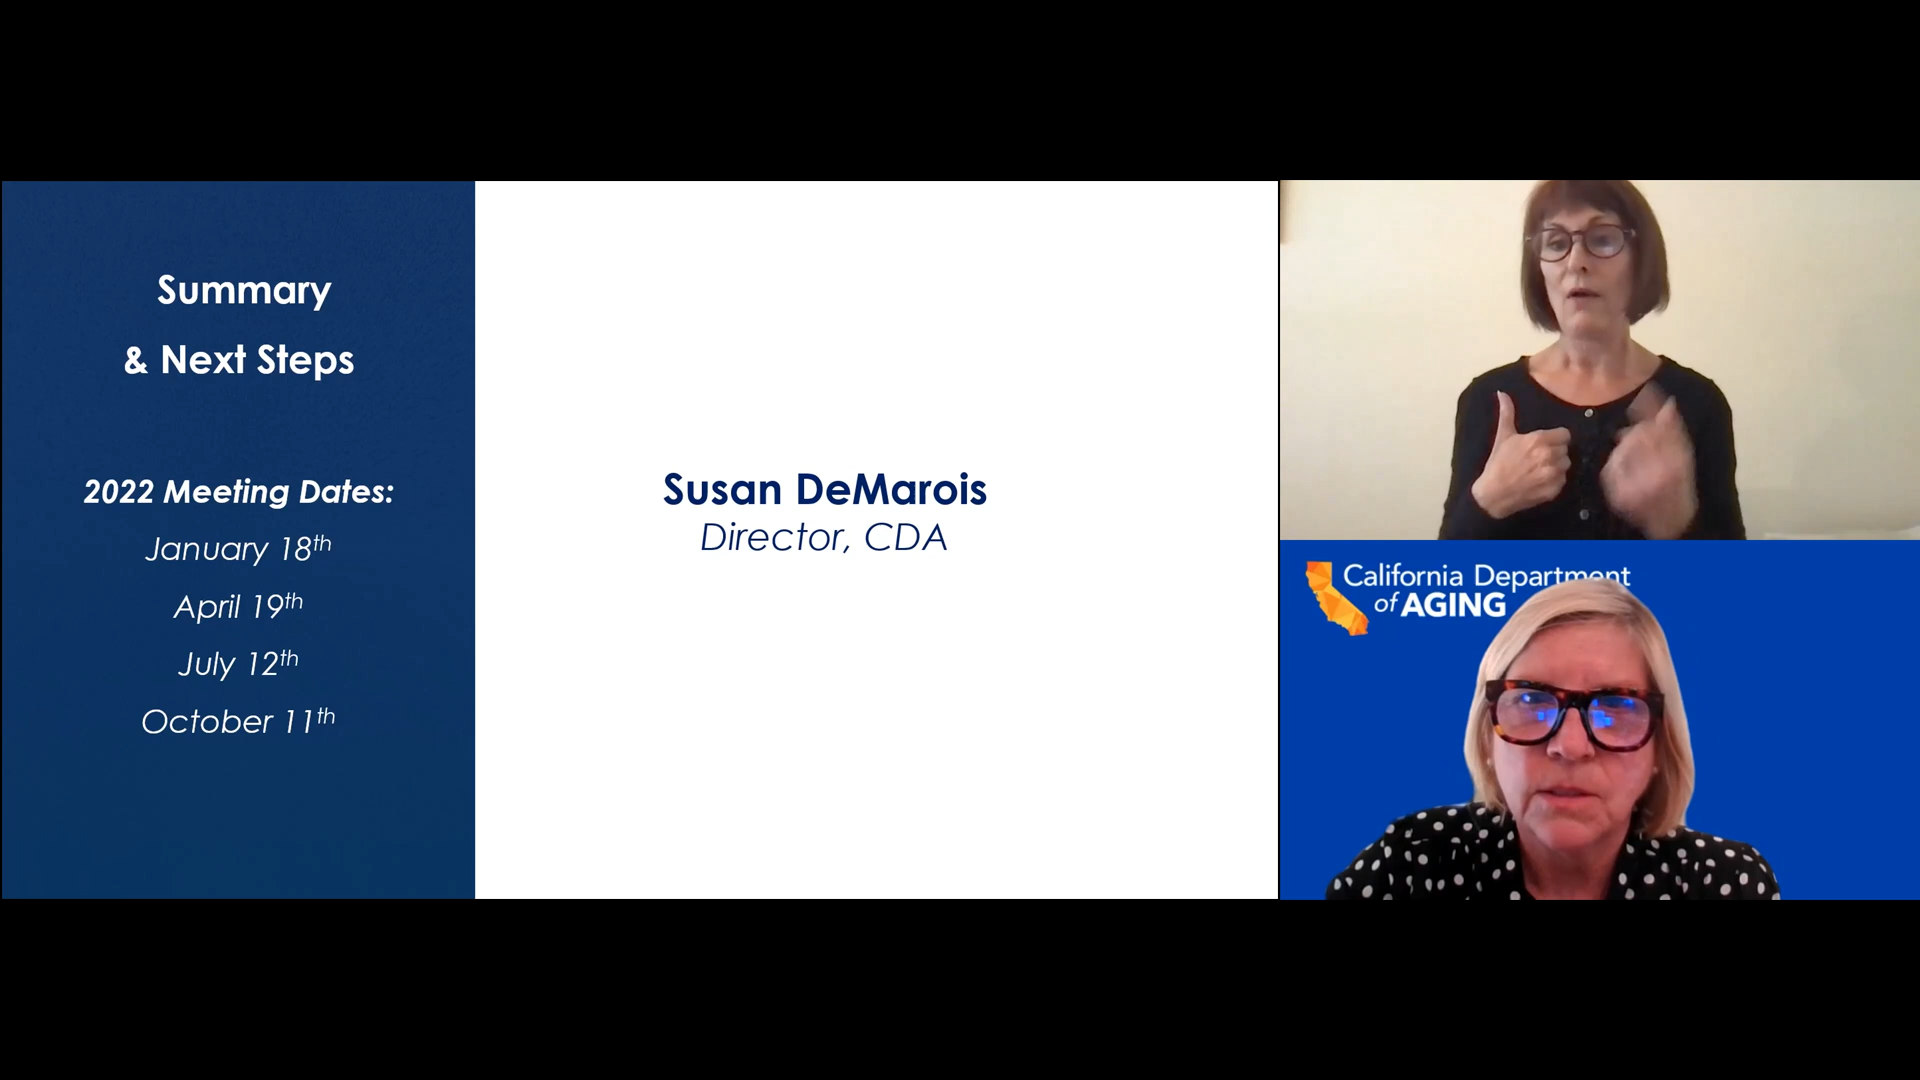 Summary
& Next Steps
2022 Meeting Dates:
January 18th
April 19th
July 12th
October 11th
Susan DeMarois
Director, CDA
California Department
of AGING